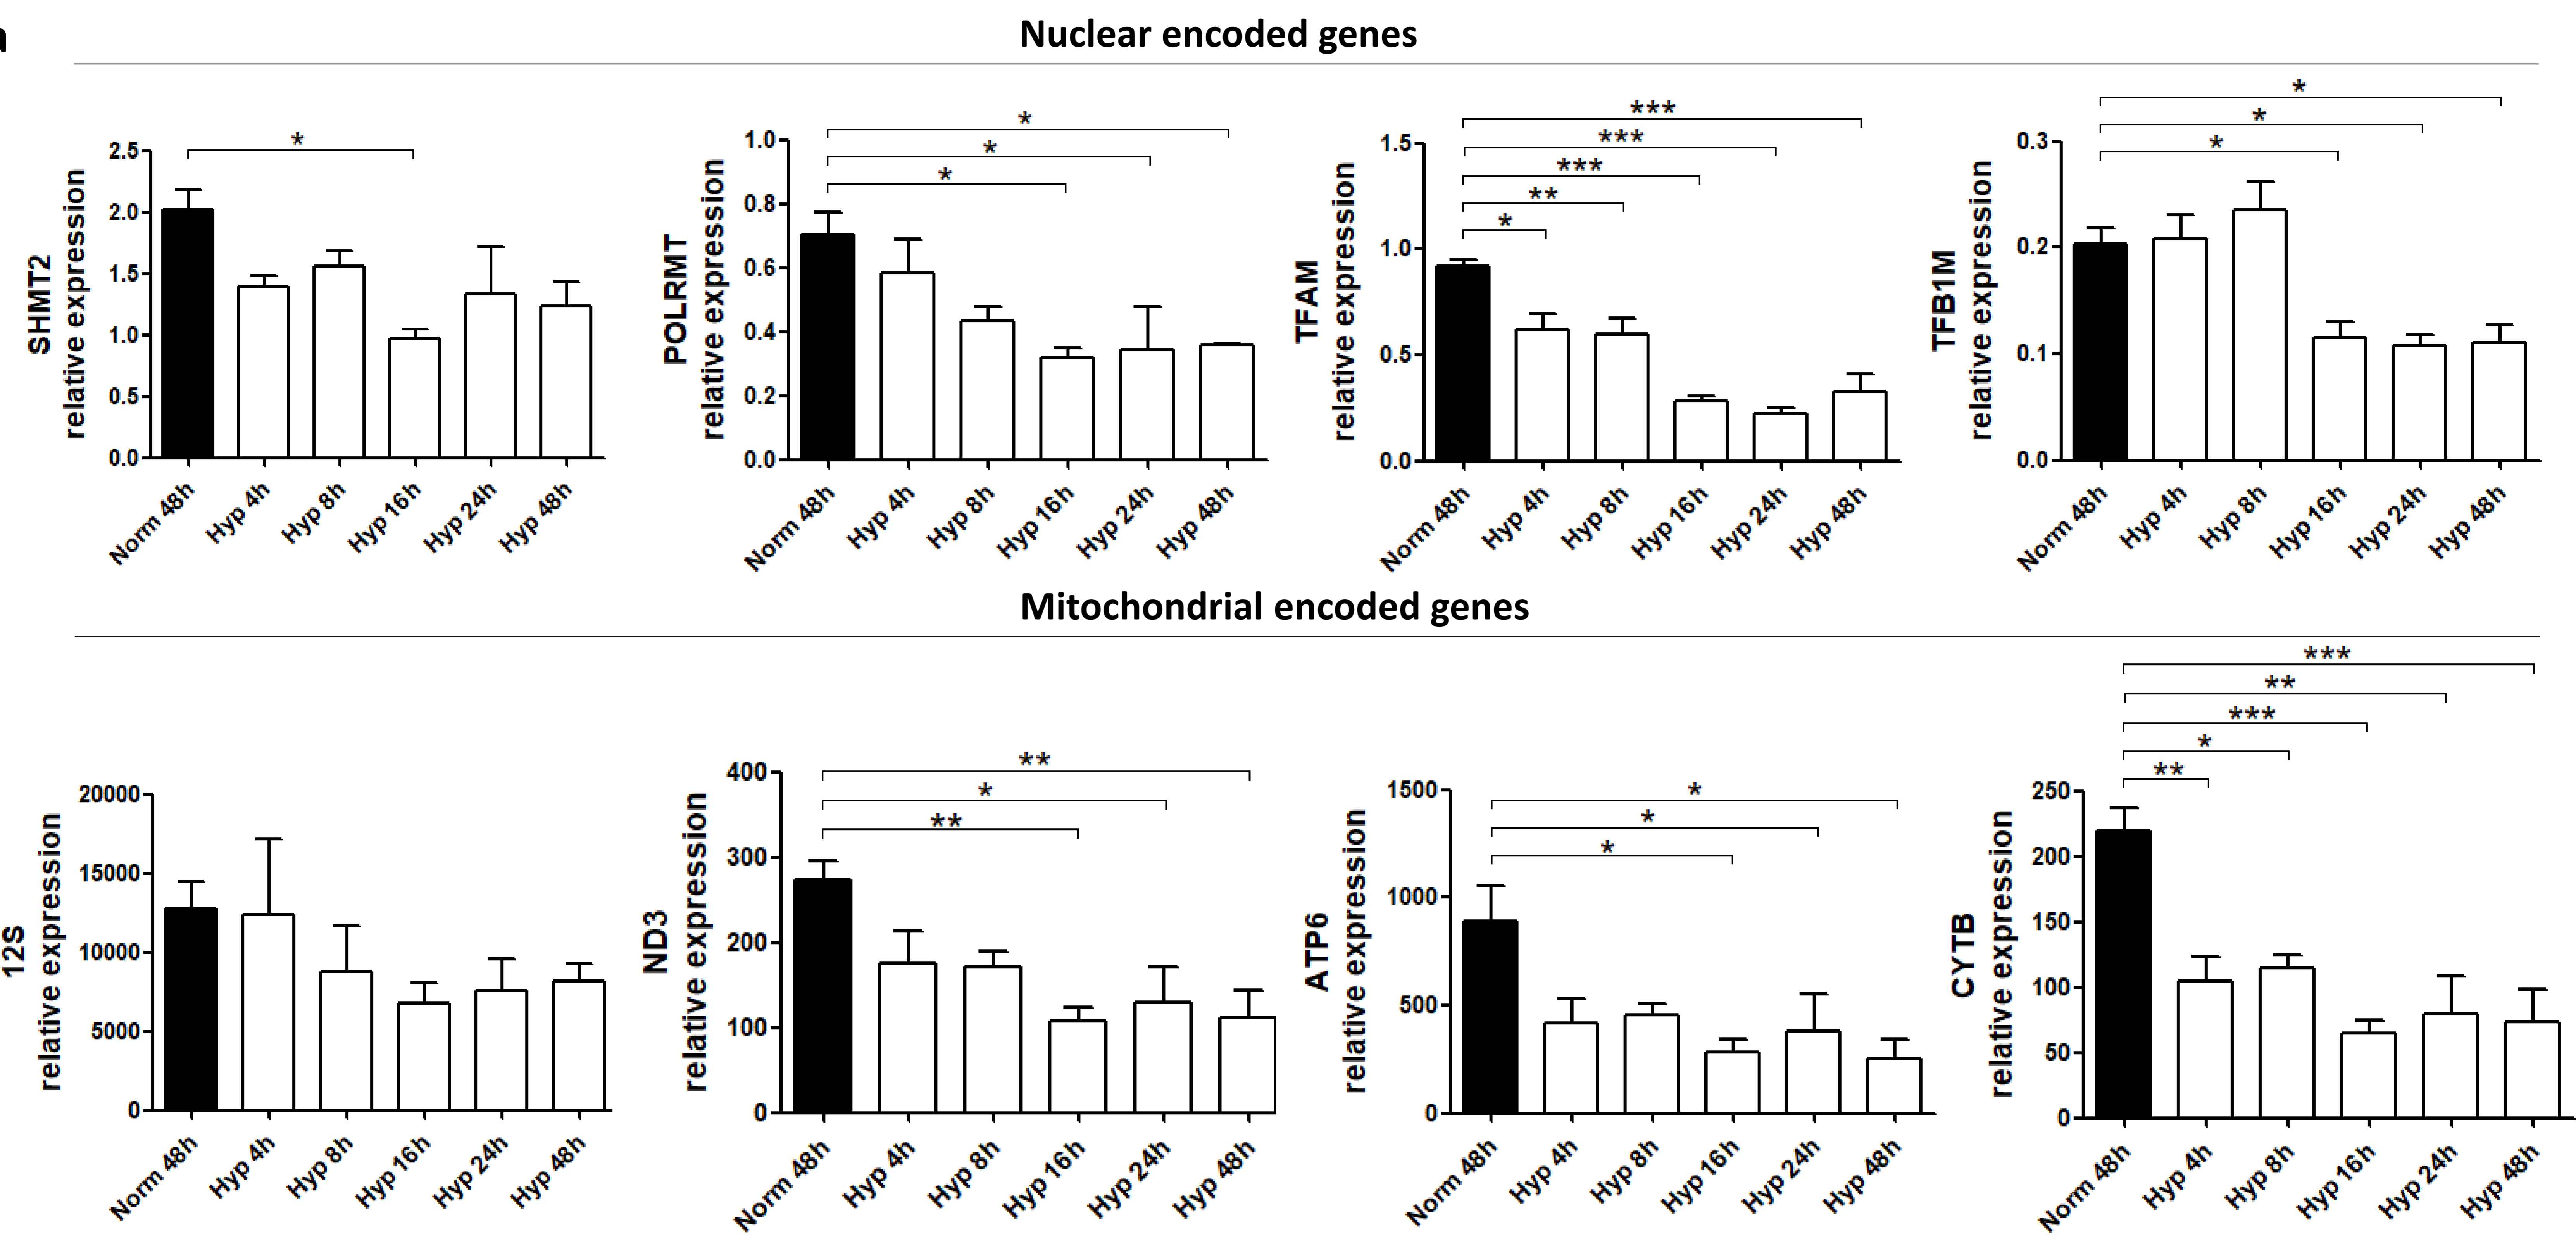 a
Nuclear encoded genes
*
2.5
2.0
1.5
1.0
0.5
0.0
SHMT2
relative expression
Norm 48h
Hyp 4h
Hyp 8h
Hyp 16h
Hyp 24h
Hyp 48h
*
*
*
1.0
0.8
0.6
0.4
0.2
0.0
POLRMT
relative expression
Norm 48h
Hyp 4h
Hyp 8h
Hyp 16h
Hyp 24h
Hyp 48h
***
***
***
**
*
1.5
1.0
0.5
0.0
TFAM
relative expression
Norm 48h
Hyp 4h
Hyp 8h
Hyp 16h
Hyp 24h
Hyp 48h
*
*
*
0.3
0.2
0.1
0.0
TFB1M
relative expression
Norm 48h
Hyp 4h
Hyp 8h
Hyp 16h
Hyp 24h
Hyp 48h
Mitochondrial encoded genes
20000
15000
10000
5000
0
12S
relative expression
Norm 48h
Hyp 4h
Hyp 8h
Hyp 16h
Hyp 24h
Hyp 48h
**
*
**
400
300
200
100
0
ND3
relative expression
Norm 48h
Hyp 4h
Hyp 8h
Hyp 16h
Hyp 24h
Hyp 48h
*
*
*
1500
1000
500
0
ATP6
relative expression
Norm 48h
Hyp 4h
Hyp 8h
Hyp 16h
Hyp 24h
Hyp 48h
***
**
***
*
**
250
200
150
100
50
0
CYTB
relative expression
Norm 48h
Hyp 4h
Hyp 8h
Hyp 16h
Hyp 24h
Hyp 48h